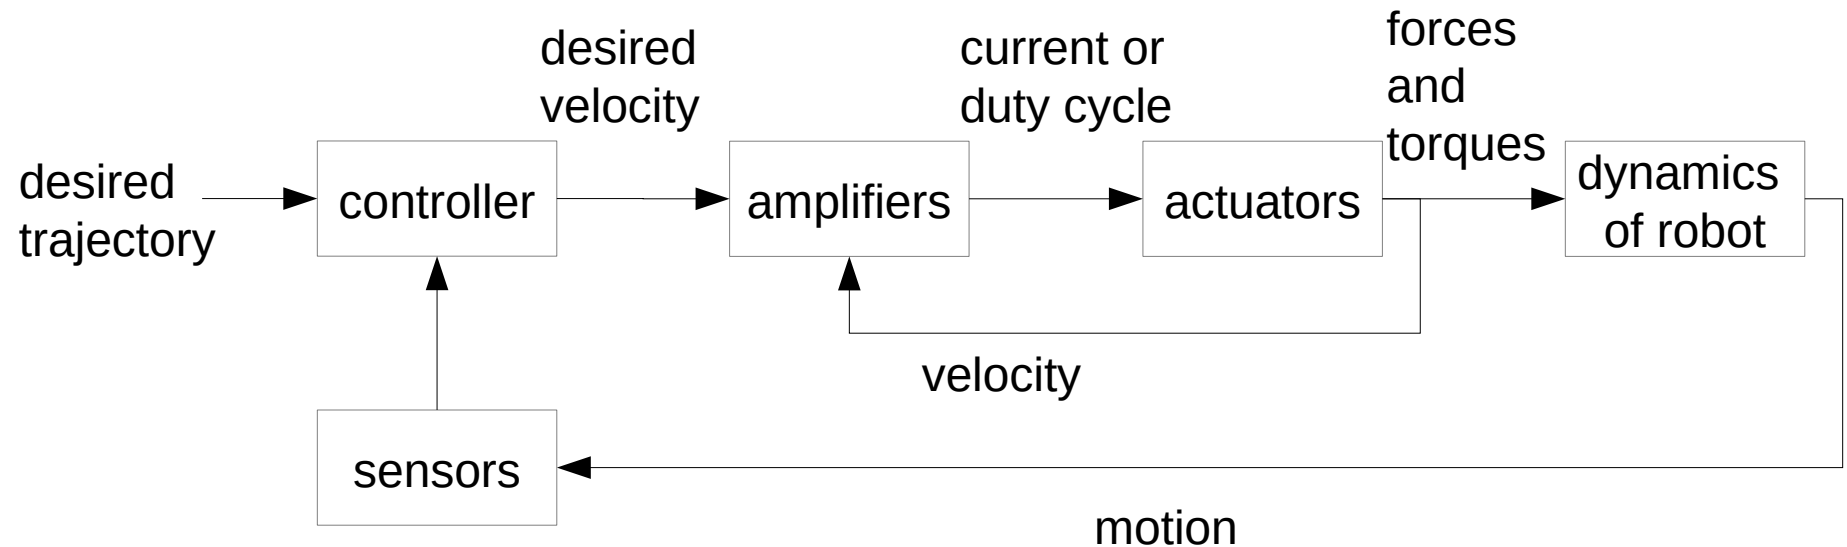 desired
velocity
current or
duty cycle
forces
and
torques
desired
trajectory
controller
amplifiers
actuators
dynamics
of robot
velocity
sensors
motion